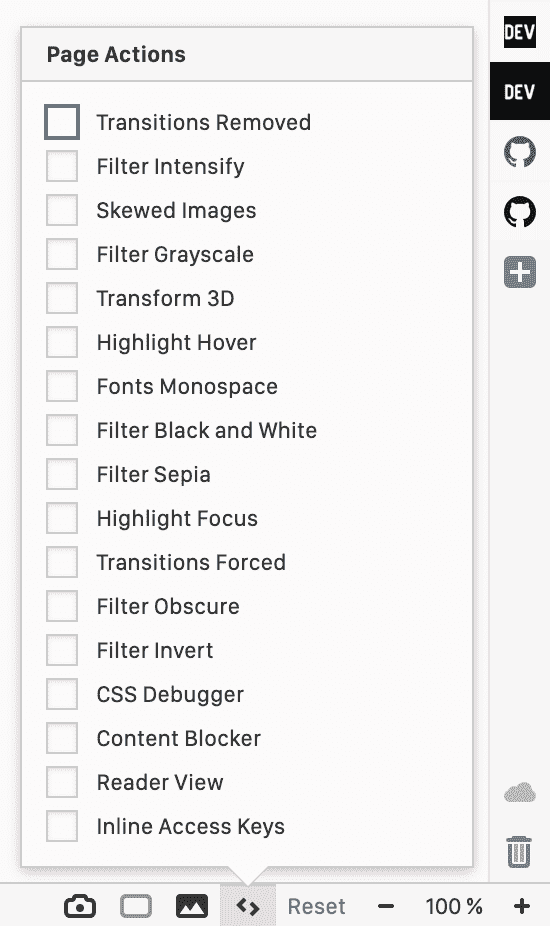 Page Actions
Transitions Removed
Filter Intensify
Skewed Images
Filter Grayscale
Transform 3D
Highlight Hover
Fonts Monospace
Filter Black and White
Filter Sepia
Highlight Focus
Transitions Forced
Filter Obscure
Filter Invert
CSS Debugger
Content Blocker
Reader View
Inline Access Keys
DEV
DEV
Reset
100 %